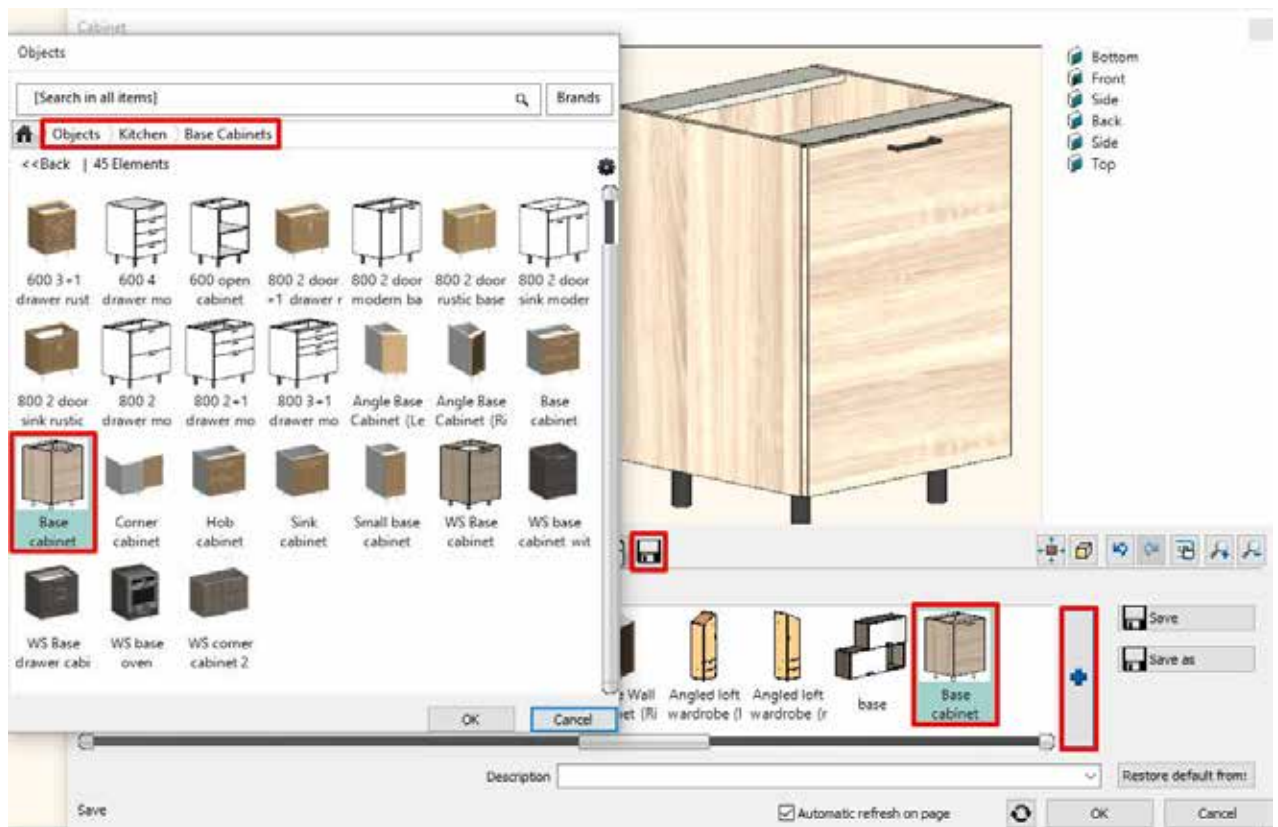 Cabinet
Objects
[Search in all items]
Brands
Objects Kitchen Base Cabinets
<<Back | 45 Elements
600 3+1
drawer rust
600 4
drawer mo
600 open
cabinet
800 2 door
+1 drawer r
800 2 door
modern ba
800 2 door
rustic base
800 2 door
sink moder
800 2 door
sink rustic
800 2
drawer mo
800 2+1
drawer mo
800 3+1
drawer mo
Angle Base
Cabinet (Le
Angle Base
Cabinet (Ri
Base
cabinet
Base
cabinet
Corner
cabinet
Hob
cabinet
Sink
cabinet
Small base
cabinet
WS Base
cabinet
WS base
cabinet wit
WS Base
drawer cabi
WS base
oven
WS corner
cabinet 2
OK
Cancel
Bottom
Front
Side
Back
Side
Top
Wall
et (Ri
Angled loft
wardrobe (l
Angled loft
wardrobe (r
base
Base
cabinet
Save
Save as
Description
Restore default from:
Save
Automatic refresh on page
OK
Cancel